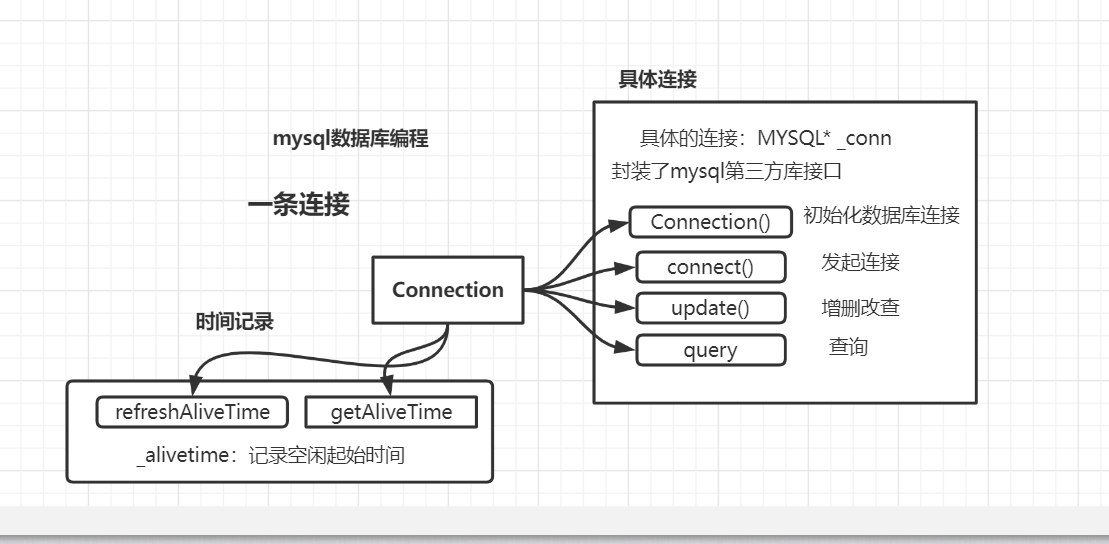 具体连接
mysql数据库编程
具体的连接：MYSQL* _conn
封装了mysql第三方库接口
一条连接
Connection() 初始化数据库连接
connect() 发起连接
Connection
update() 增删改查
query 查询
时间记录
refreshAliveTime getAliveTime
_alivetime：记录空闲起始时间